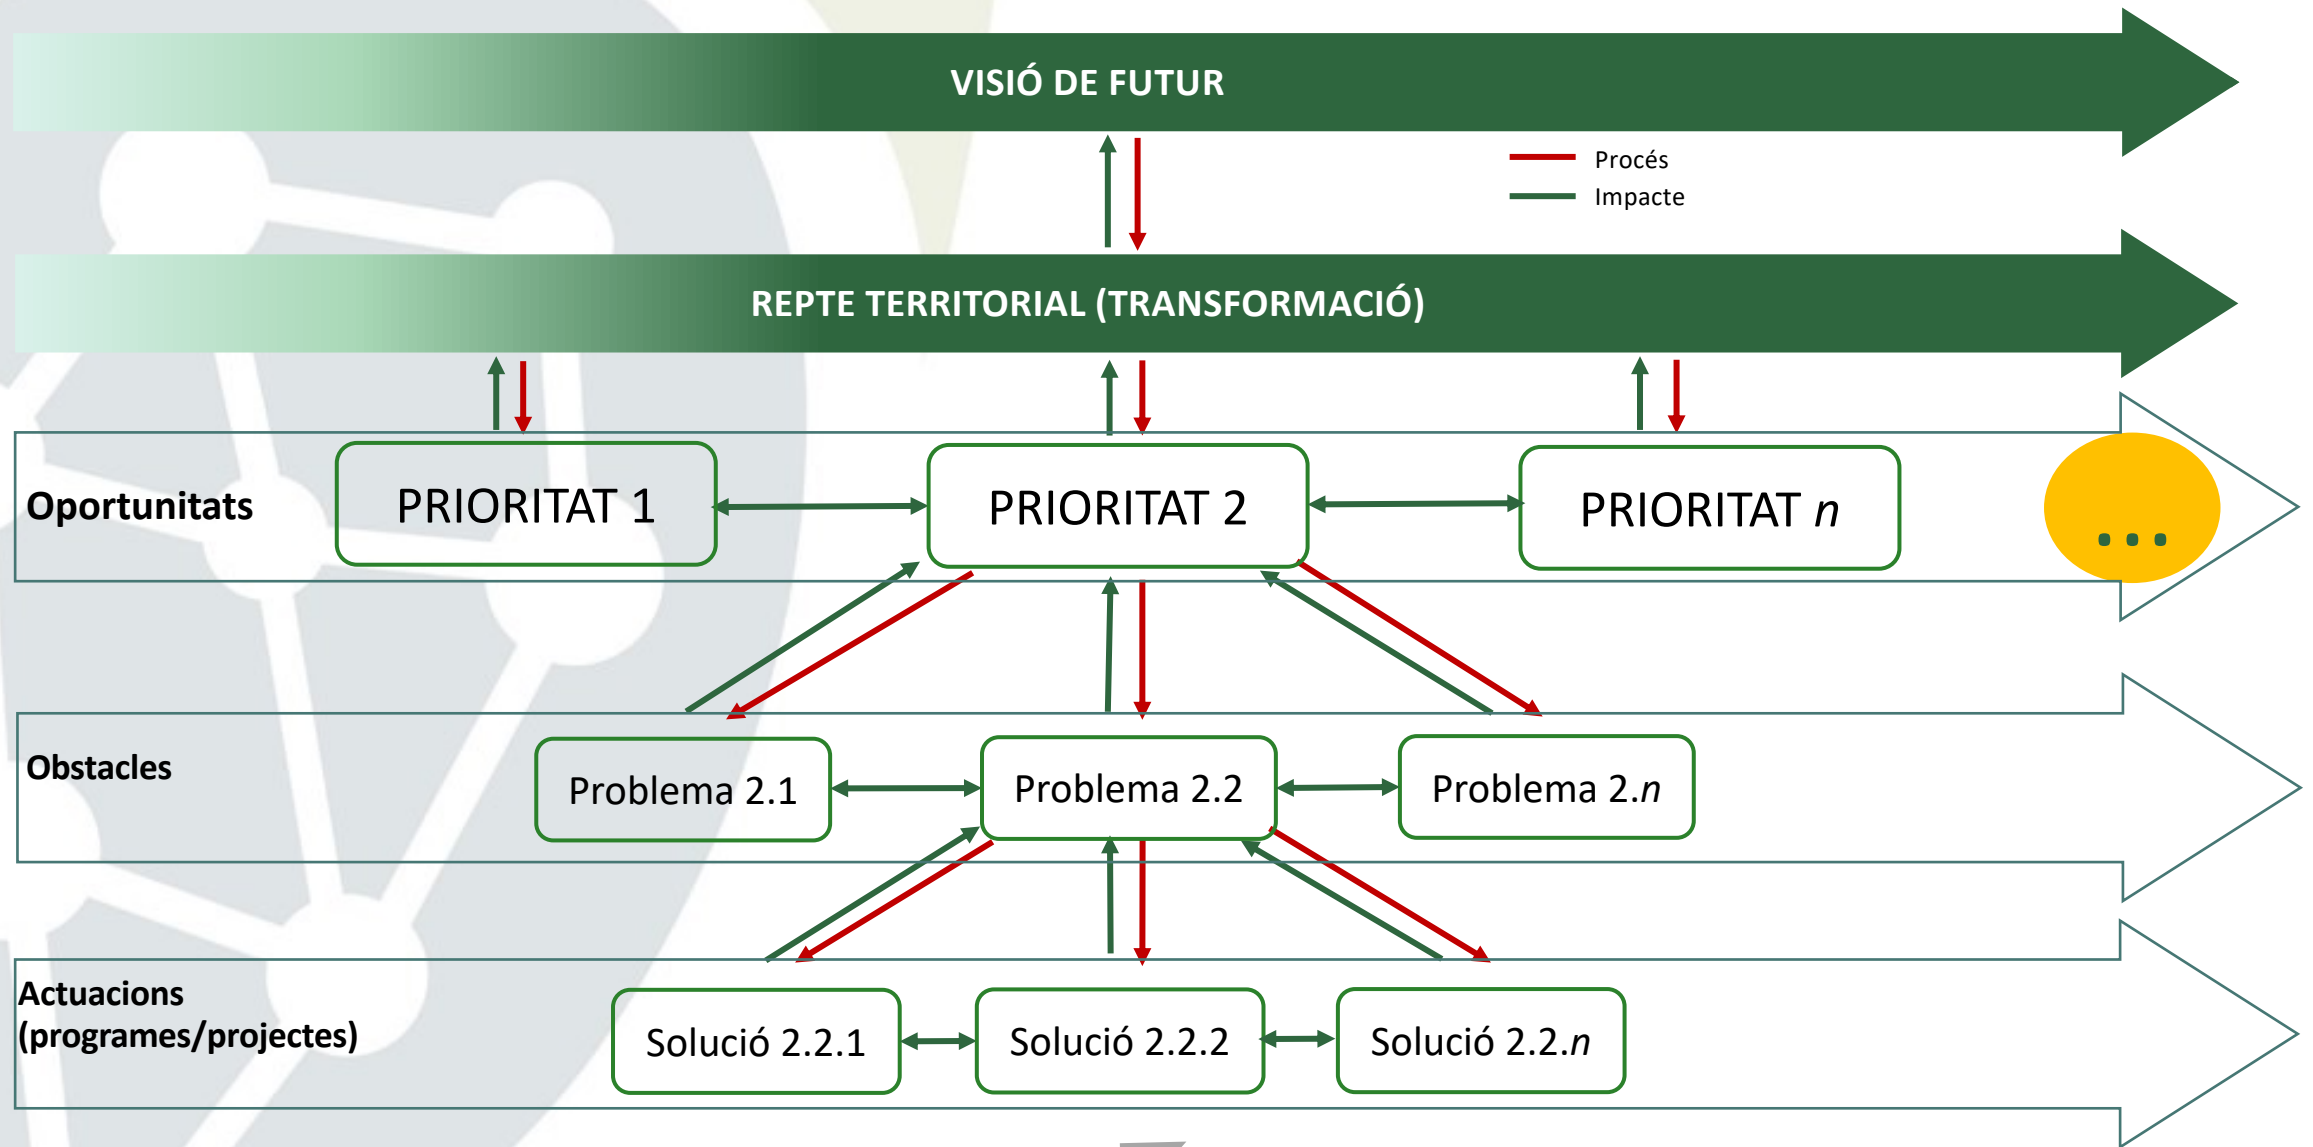 VISIÓ DE FUTUR
Procés
Impacte
REPTE TERRITORIAL (TRANSFORMACIÓ)
Oportunitats
PRIORITAT 1
PRIORITAT 2
PRIORITAT n
...
Obstacles
Problema 2.1
Problema 2.2
Problema 2.n
Actuacions
(programes/projectes)
Solució 2.2.1
Solució 2.2.2
Solució 2.2.n